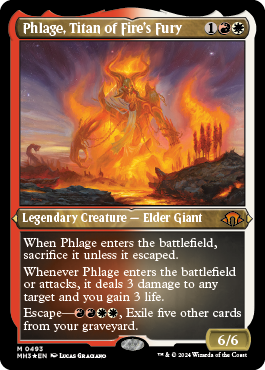 Phlage, Titan of Fire's Fury 1
Legendary Creature — Elder Giant
When Phlage enters the battlefield,
sacrifice it unless it escaped.
Whenever Phlage enters the battlefield
or attacks, it deals 3 damage to any
target and you gain 3 life.
Escape—, Exile five other cards
from your graveyard.
6/6
M 0493
MH3★EN Lucas Graciano
™ & © 2024 Wizards of the Coast